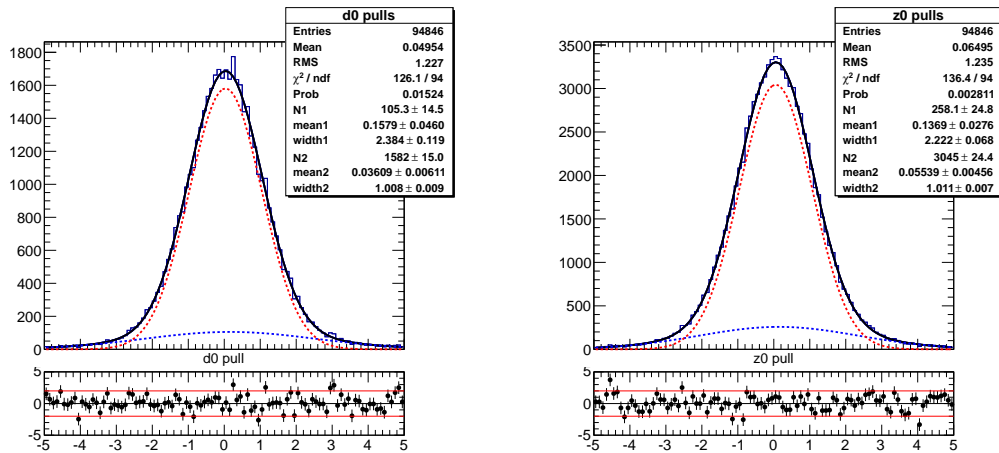 d0 pulls
Entries 94846
Mean 0.04954
RMS 1.227
χ² / ndf 126.1 / 94
Prob 0.01524
N1 105.3 ± 14.5
mean1 0.1579 ± 0.0460
width1 2.384 ± 0.119
N2 1582 ± 15.0
mean2 0.03609 ± 0.00611
width2 1.008 ± 0.009
1800
1600
1400
1200
1000
800
600
400
200
0
d0 pull
5
0
-5
-5 -4 -3 -2 -1 0 1 2 3 4 5
z0 pulls
Entries 94846
Mean 0.06495
RMS 1.235
χ² / ndf 136.4 / 94
Prob 0.002811
N1 258.1 ± 24.8
mean1 0.1369 ± 0.0276
width1 2.222 ± 0.068
N2 3045 ± 24.4
mean2 0.05539 ± 0.00456
width2 1.011 ± 0.007
3500
3000
2500
2000
1500
1000
500
0
z0 pull
5
0
-5
-5 -4 -3 -2 -1 0 1 2 3 4 5